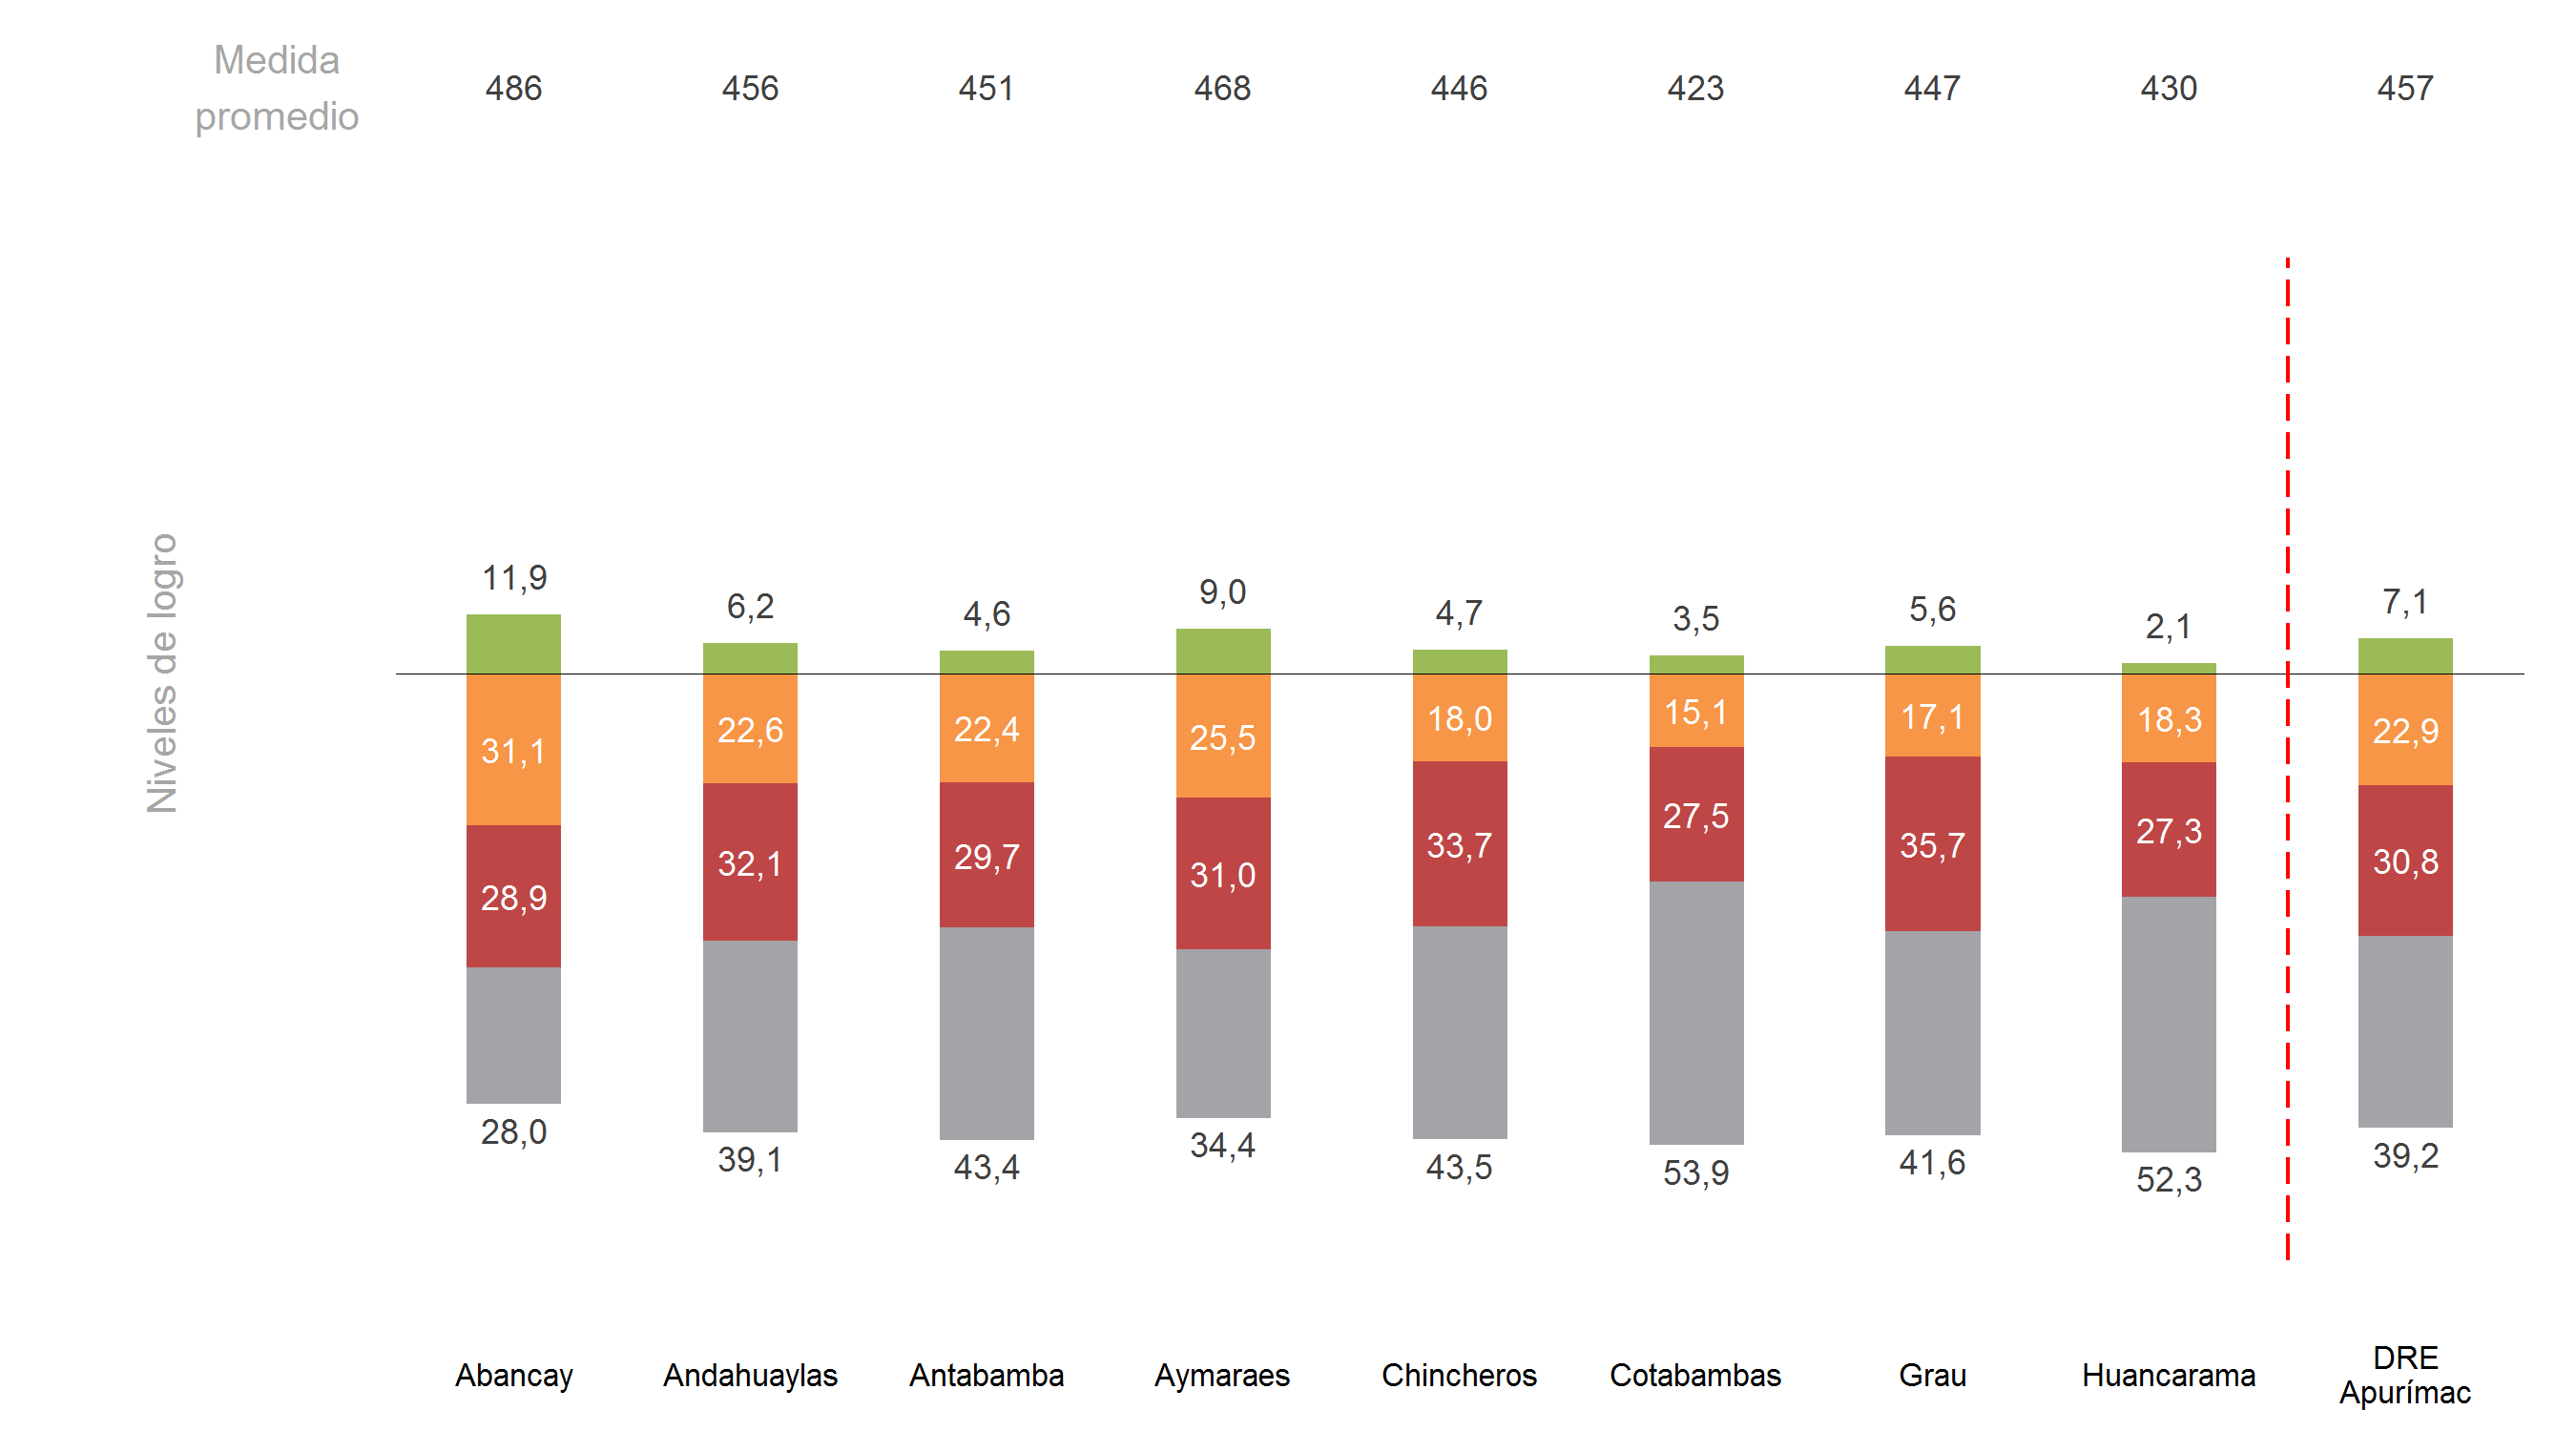 Medida
promedio
486 456 451 468 446 423 447 430 457
Niveles de logro
11,9 6,2 4,6 9,0 4,7 3,5 5,6 2,1 7,1
31,1 22,6 22,4 25,5 18,0 15,1 17,1 18,3 22,9
28,9 32,1 29,7 31,0 33,7 27,5 35,7 27,3 30,8
28,0 39,1 43,4 34,4 43,5 53,9 41,6 52,3 39,2
Abancay Andahuaylas Antabamba Aymaraes Chincheros Cotabambas Grau Huancarama DRE
Apurímac